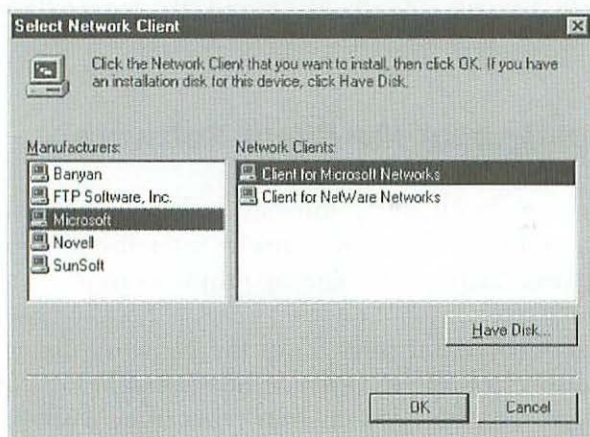 Select Network Client
Click the Network Client that you want to install, then click OK. If you have
an installation disk for this device, click Have Disk.
Manufacturers:
Banyan
FTP Software, Inc.
Microsoft
Novell
SunSoft
Network Clients:
Client for Microsoft Networks
Client for NetWare Networks
Have Disk...
OK
Cancel